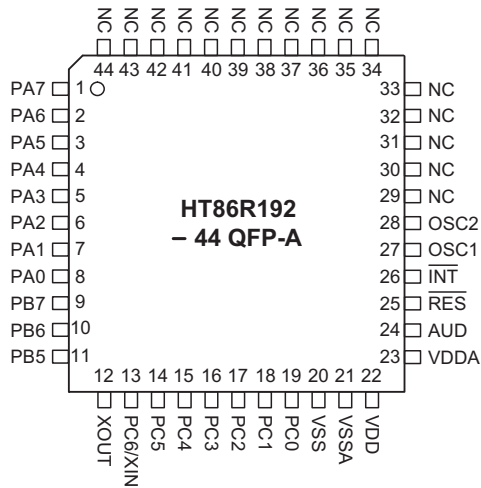 NC NC NC NC NC NC NC NC NC NC NC
44 43 42 41 40 39 38 37 36 35 34
PA7 1 33 NC
PA6 2 32 NC
PA5 3 31 NC
PA4 4 30 NC
PA3 5 29 NC
HT86R192
– 44 QFP-A
PA2 6 28 OSC2
PA1 7 27 OSC1
PA0 8 26 INT
PB7 9 25 RES
PB6 10 24 AUD
PB5 11 23 VDDA
12 13 14 15 16 17 18 19 20 21 22
XOUT PC6/XIN PC5 PC4 PC3 PC2 PC1 PC0 VSS VSSA VDD